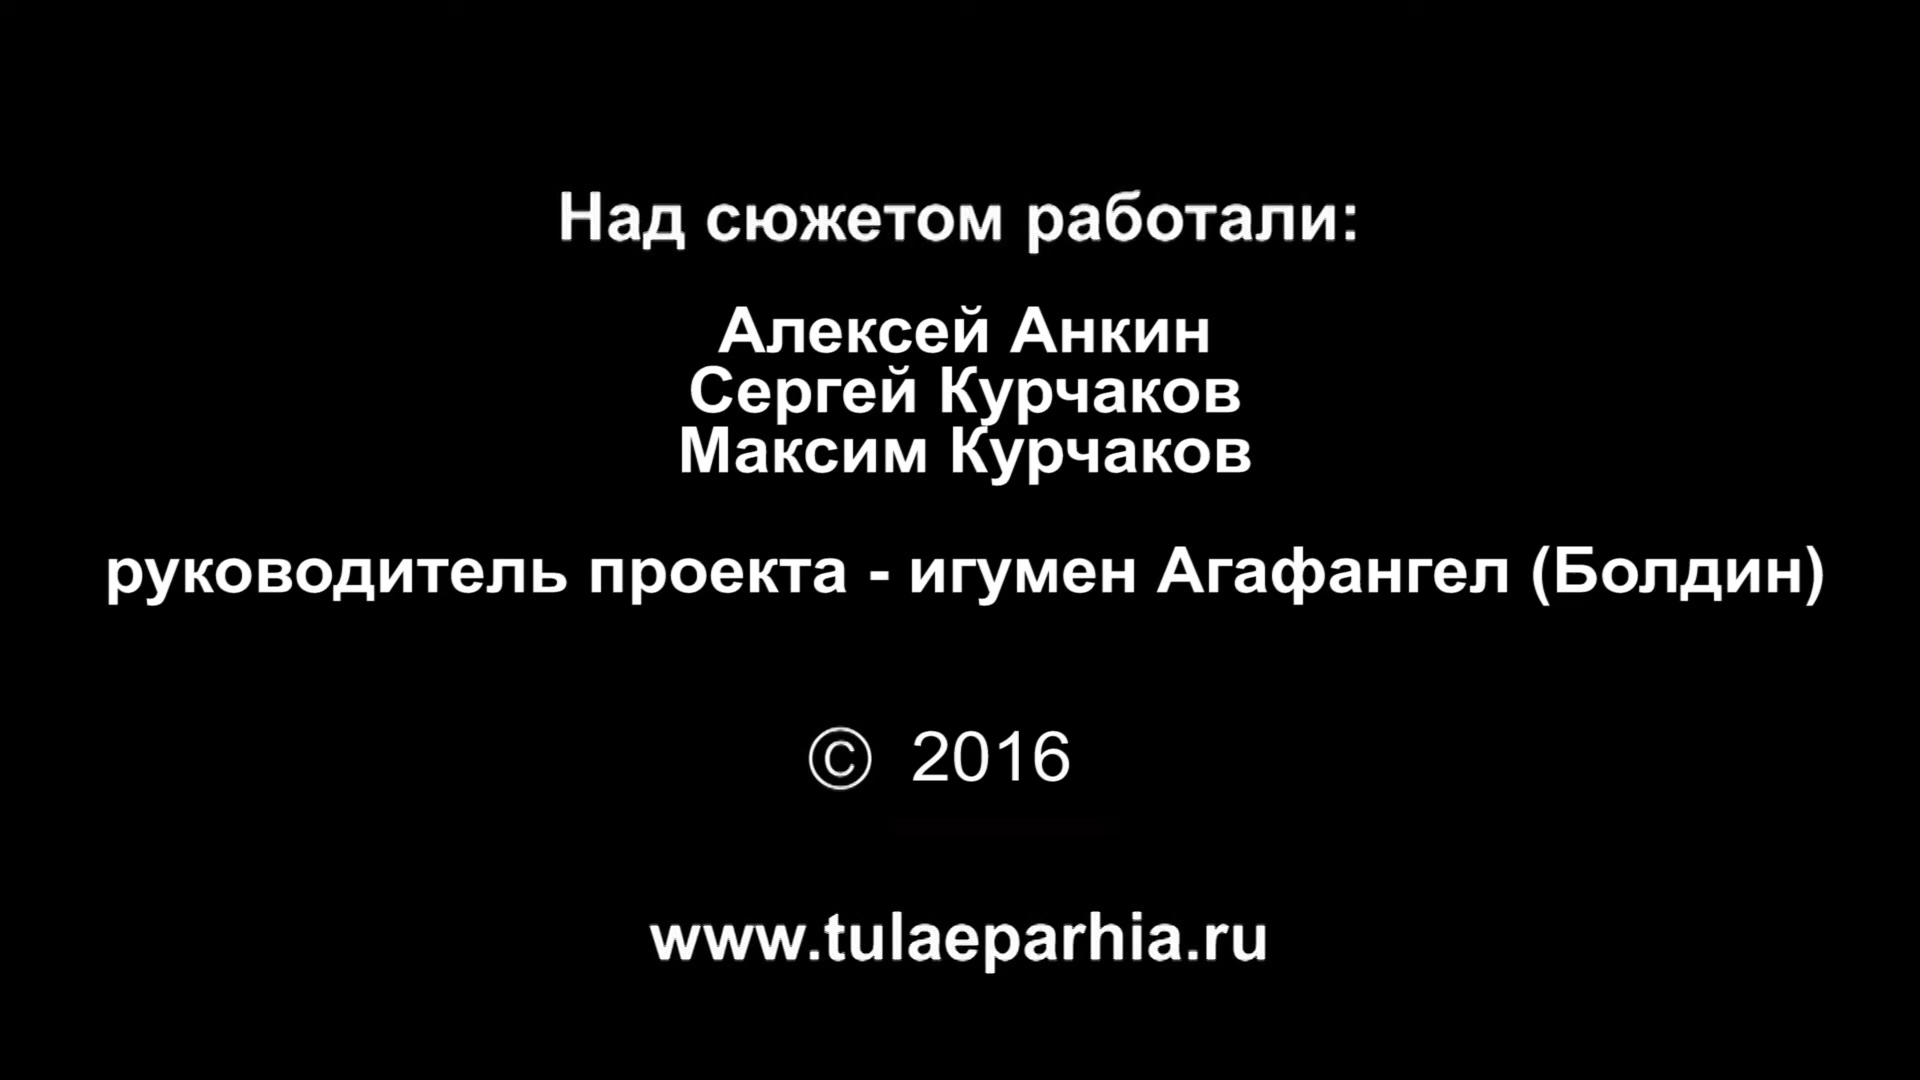 Над сюжетом работали:
Алексей Анкин
Сергей Курчаков
Максим Курчаков
руководитель проекта - игумен Агафангел (Болдин)
© 2016
www.tulaeparhia.ru